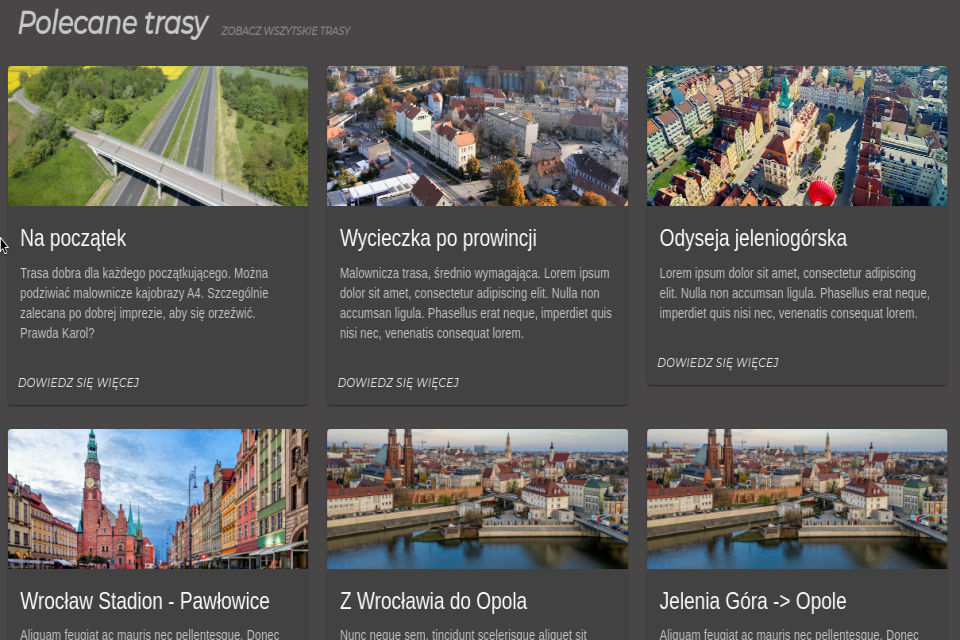 Polecane trasy ZOBACZ WSZYTSKIE TRASY
Na początek
Trasa dobra dla każdego początkującego. Można
podziwiać malownicze kajobrazy A4. Szczególnie
zalecana po dobrej imprezie, aby się orzeźwić.
Prawda Karol?
DOWIEDZ SIĘ WIĘCEJ
Wycieczka po prowincji
Malownicza trasa, średnio wymagająca. Lorem ipsum
dolor sit amet, consectetur adipiscing elit. Nulla non
accumsan ligula. Phasellus erat neque, imperdiet quis
nisi nec, venenatis consequat lorem.
DOWIEDZ SIĘ WIĘCEJ
Odyseja jeleniogórska
Lorem ipsum dolor sit amet, consectetur adipiscing
elit. Nulla non accumsan ligula. Phasellus erat neque,
imperdiet quis nisi nec, venenatis consequat lorem.
DOWIEDZ SIĘ WIĘCEJ
Wrocław Stadion - Pawłowice
Aliquam feugiat ac mauris nec pellentesque. Donec
Z Wrocławia do Opola
Nunc neque sem, tincidunt scelerisque aliquet sit
Jelenia Góra -> Opole
Aliquam feugiat ac mauris nec pellentesque. Donec